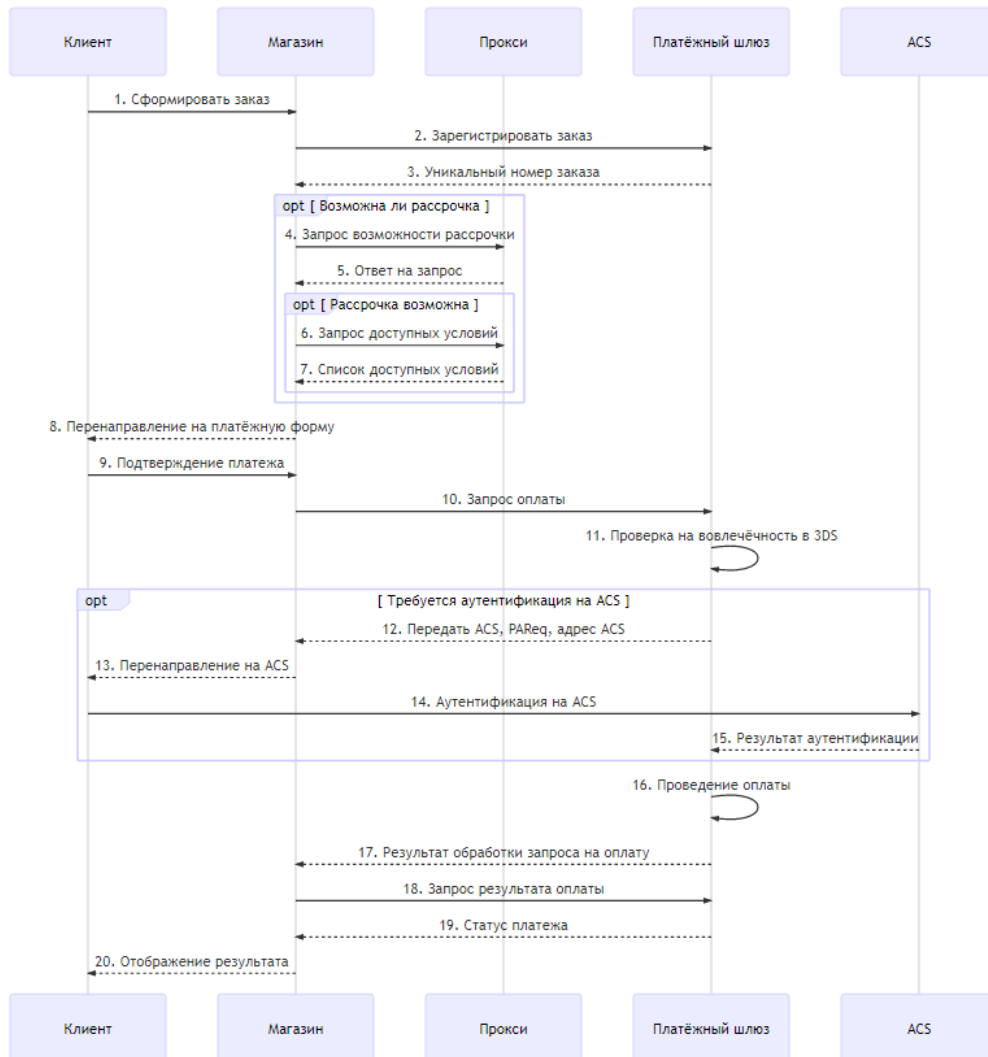 Клиент
Магазин
Прокси
Платёжный шлюз
ACS
1. Сформировать заказ
2. Зарегистрировать заказ
3. Уникальный номер заказа
opt [ Возможна ли рассрочка ]
4. Запрос возможности рассрочки
5. Ответ на запрос
opt [ Рассрочка возможна ]
6. Запрос доступных условий
7. Список доступных условий
8. Перенаправление на платёжную форму
9. Подтверждение платежа
10. Запрос оплаты
11. Проверка на вовлечённость в 3DS
opt [ Требуется аутентификация на ACS ]
12. Передать ACS, PAReq, адрес ACS
13. Перенаправление на ACS
14. Аутентификация на ACS
15. Результат аутентификации
16. Проведение оплаты
17. Результат обработки запроса на оплату
18. Запрос результата оплаты
19. Статус платежа
20. Отображение результата
Клиент
Магазин
Прокси
Платёжный шлюз
ACS